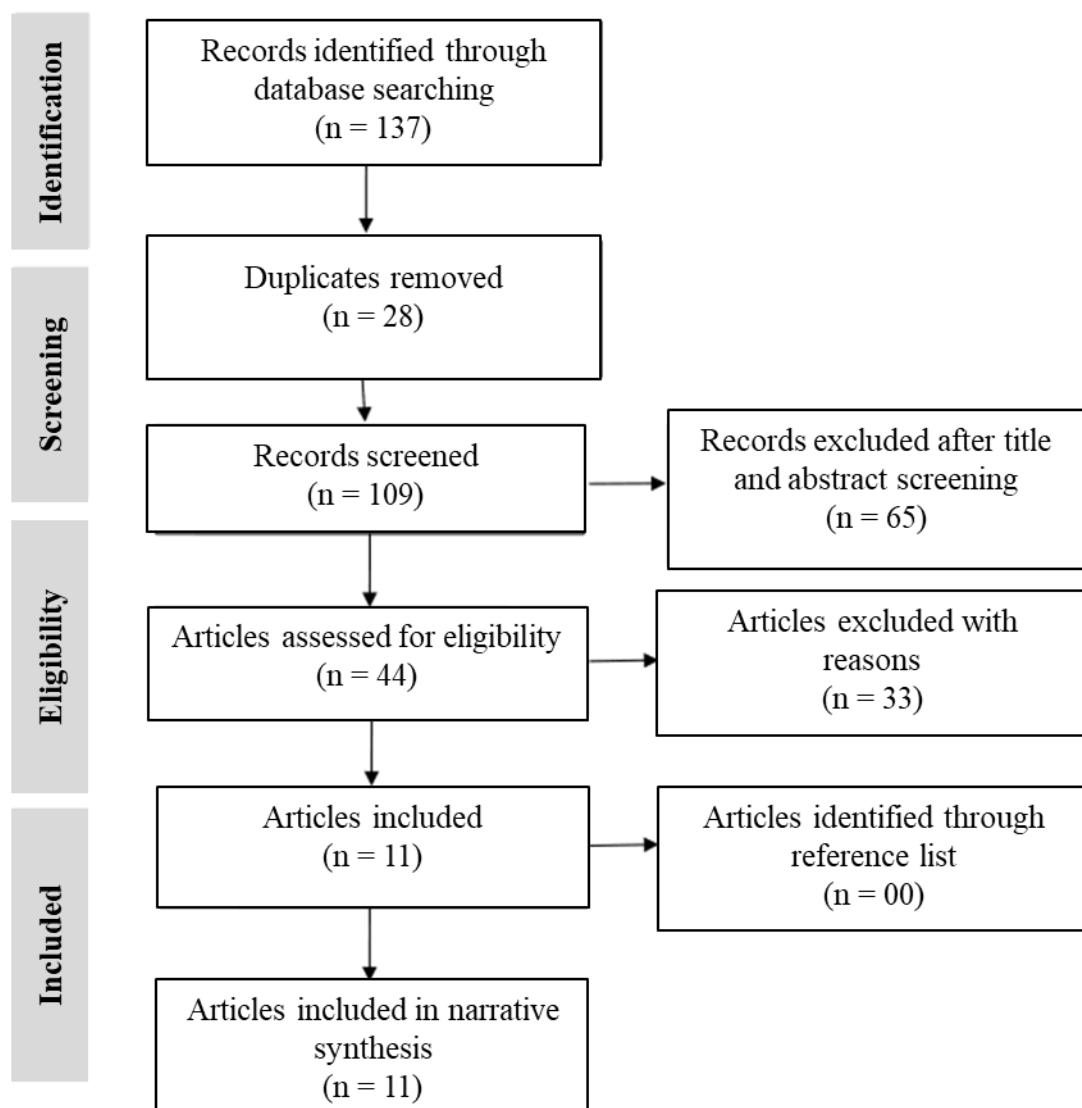 Identification
Records identified through
database searching
(n = 137)
Duplicates removed
(n = 28)
Screening
Records screened
(n = 109)
Records excluded after title
and abstract screening
(n = 65)
Eligibility
Articles assessed for eligibility
(n = 44)
Articles excluded with
reasons
(n = 33)
Included
Articles included
(n = 11)
Articles identified through
reference list
(n = 00)
Articles included in narrative
synthesis
(n = 11)